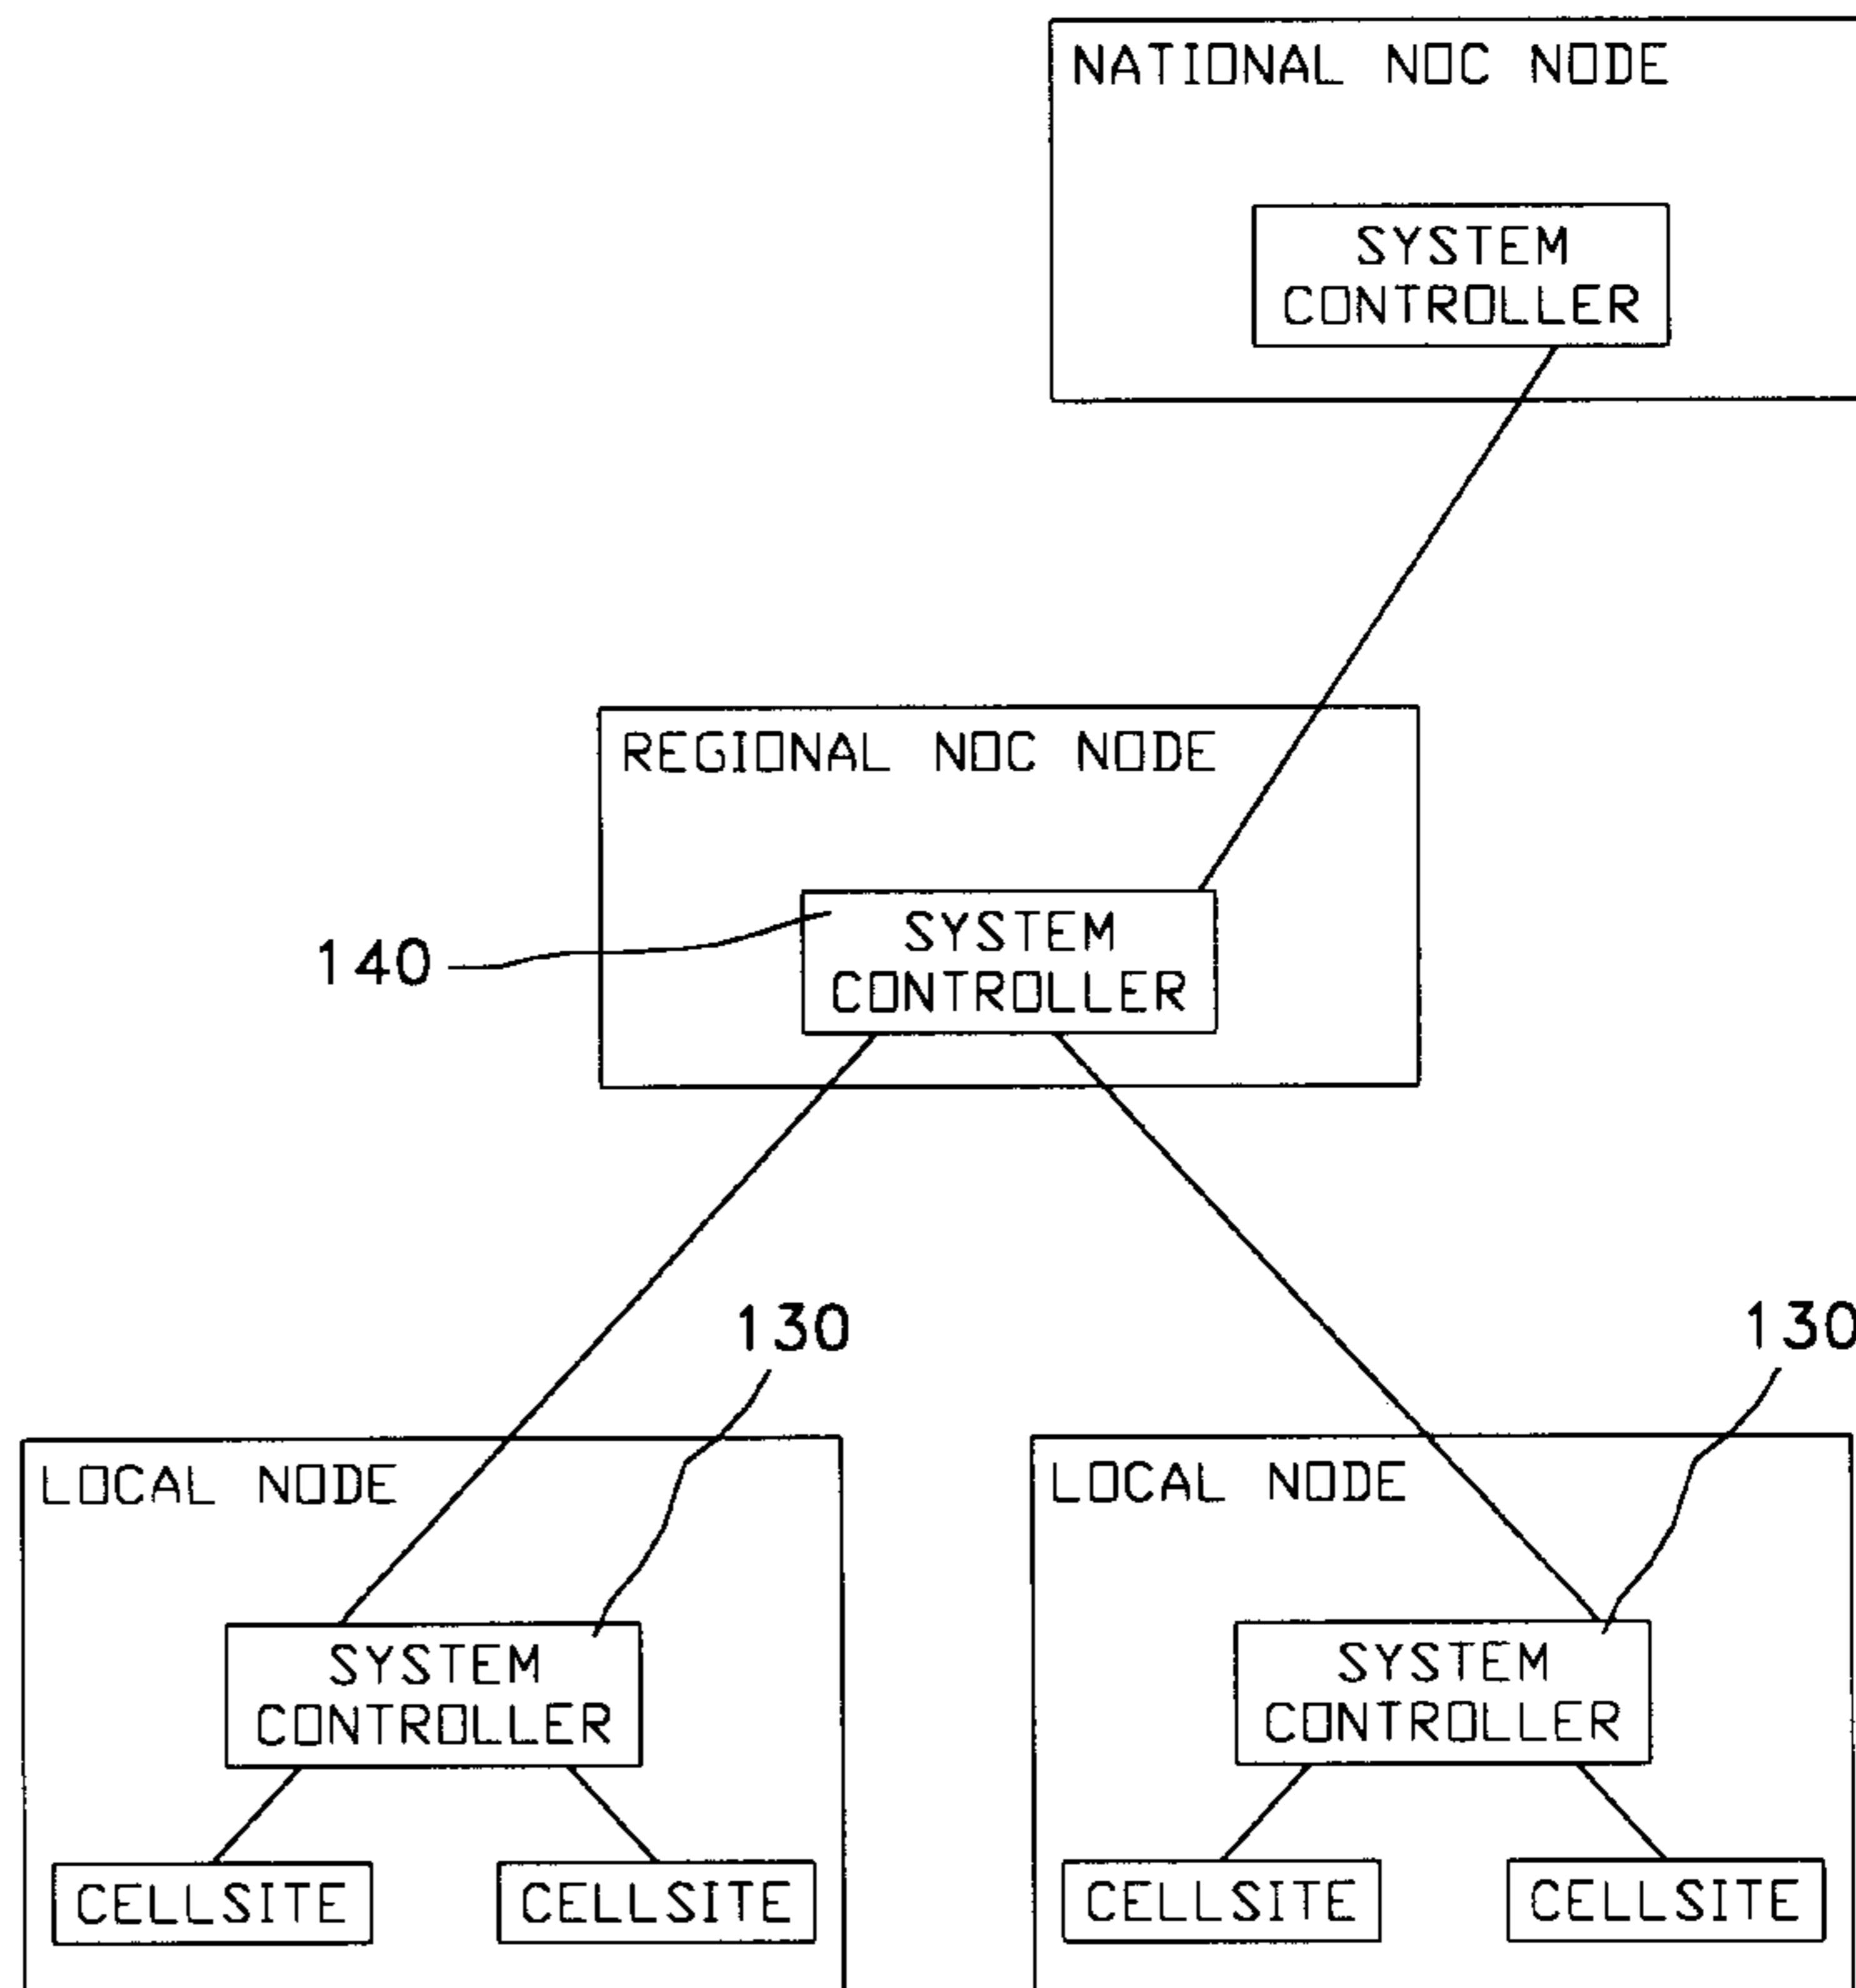 NATIONAL NOC NODE
SYSTEM
CONTROLLER
REGIONAL NOC NODE
140
SYSTEM
CONTROLLER
130
130
LOCAL NODE
LOCAL NODE
SYSTEM
CONTROLLER
SYSTEM
CONTROLLER
CELLSITE
CELLSITE
CELLSITE
CELLSITE